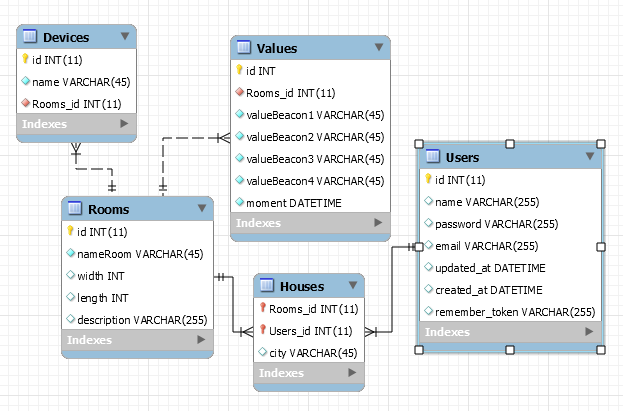 Devices
id INT(11)
name VARCHAR(45)
Rooms_id INT(11)
Indexes
Values
id INT
Rooms_id INT(11)
valueBeacon1 VARCHAR(45)
valueBeacon2 VARCHAR(45)
valueBeacon3 VARCHAR(45)
valueBeacon4 VARCHAR(45)
moment DATETIME
Indexes
Users
id INT(11)
name VARCHAR(255)
password VARCHAR(255)
email VARCHAR(255)
updated_at DATETIME
created_at DATETIME
remember_token VARCHAR(255)
Indexes
Rooms
id INT(11)
nameRoom VARCHAR(45)
width INT
length INT
description VARCHAR(255)
Indexes
Houses
Rooms_id INT(11)
Users_id INT(11)
city VARCHAR(45)
Indexes